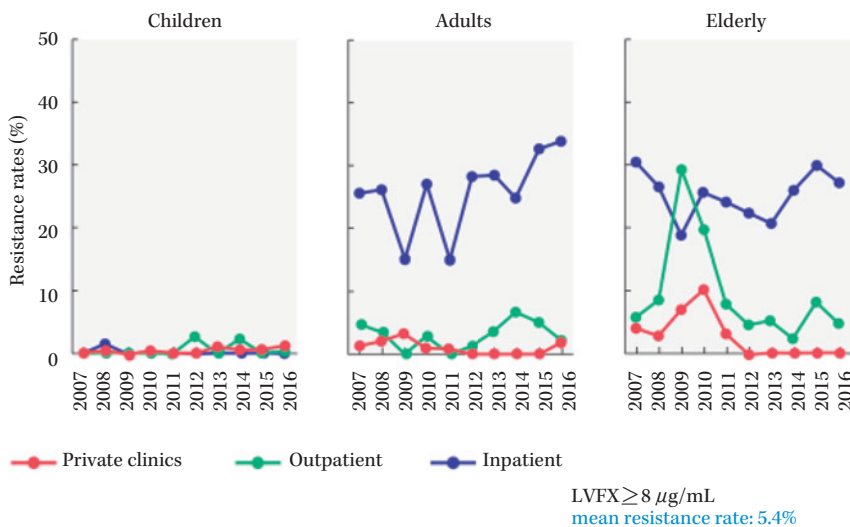 Children Adults Elderly
Resistance rates (%)
50
40
30
20
10
0
2007 2008 2009 2010 2011 2012 2013 2014 2015 2016 2007 2008 2009 2010 2011 2012 2013 2014 2015 2016 2007 2008 2009 2010 2011 2012 2013 2014 2015 2016
Private clinics Outpatient Inpatient
LVFX≧8 μg/mL
mean resistance rate: 5.4%